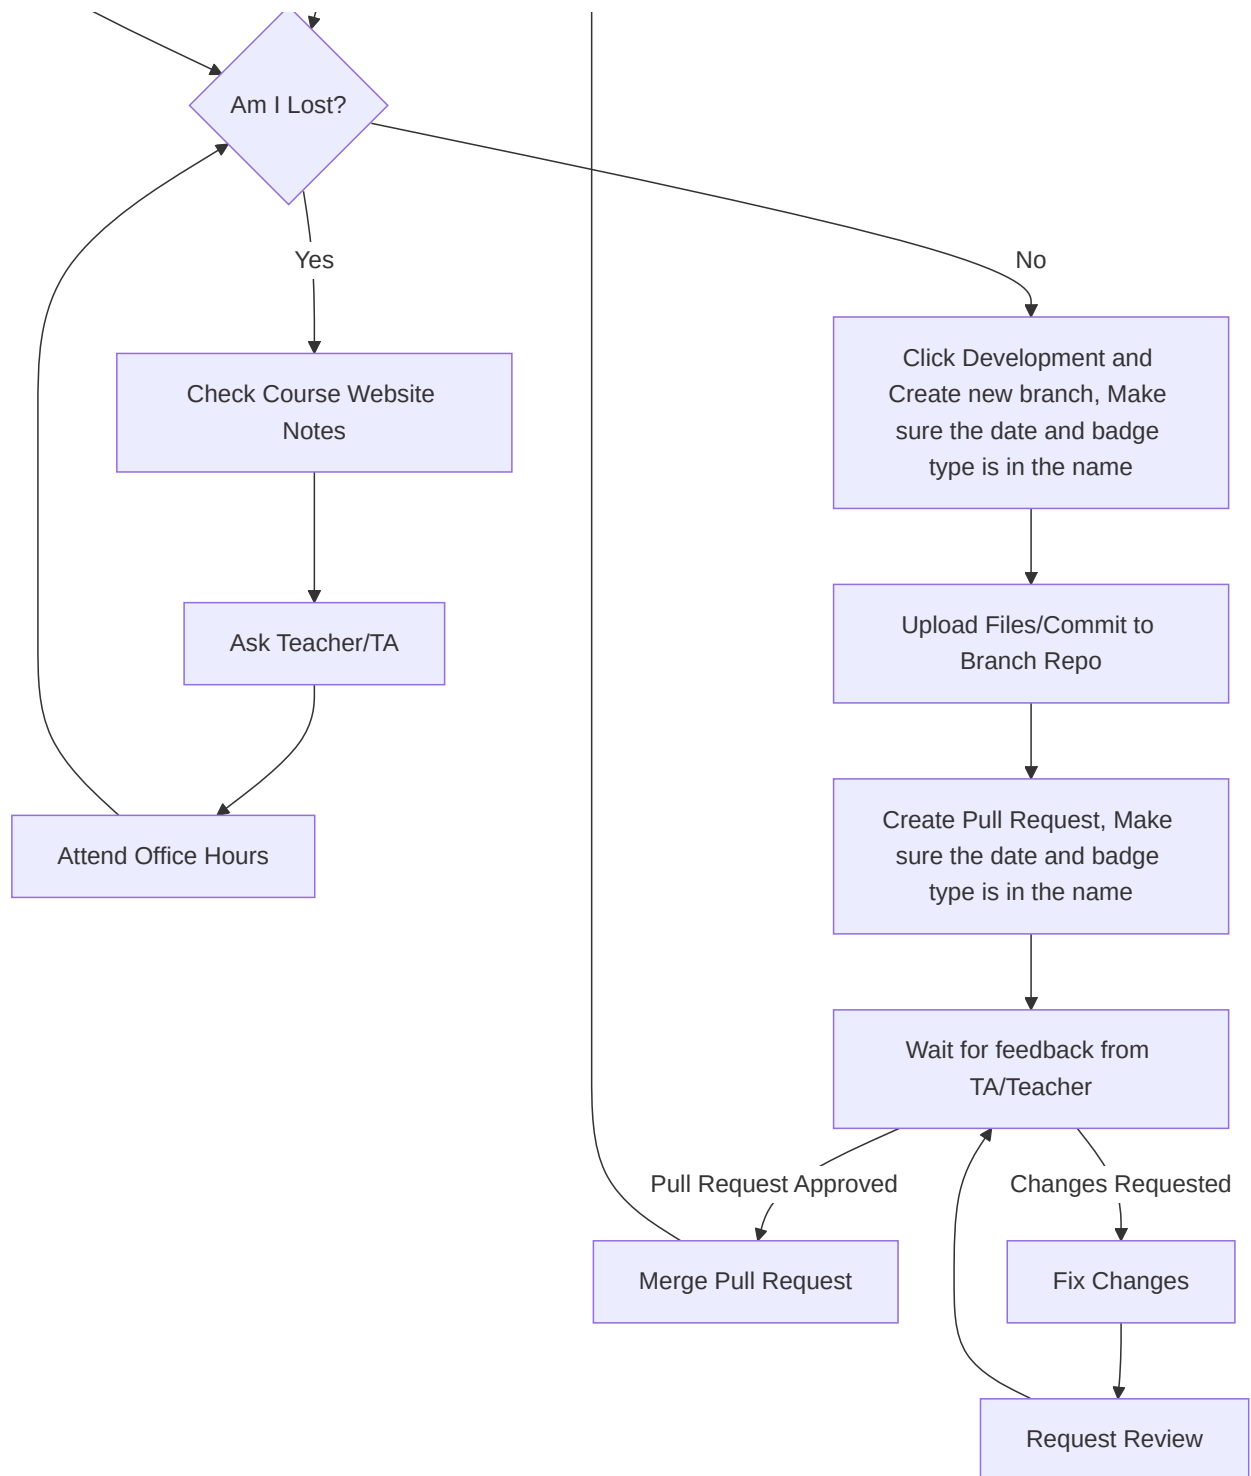 Am I Lost?
Yes
No
Check Course Website
Notes
Click Development and
Create new branch, Make
sure the date and badge
type is in the name
Ask Teacher/TA
Upload Files/Commit to
Branch Repo
Attend Office Hours
Create Pull Request, Make
sure the date and badge
type is in the name
Wait for feedback from
TA/Teacher
Pull Request Approved
Changes Requested
Merge Pull Request
Fix Changes
Request Review